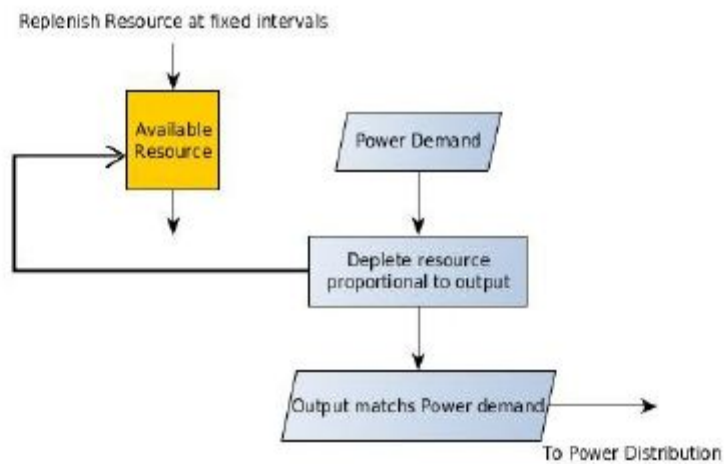 Replenish Resource at fixed intervals
Available
Resource
Power Demand
Deplete resource
proportional to output
Output matchs Power demand
To Power Distribution